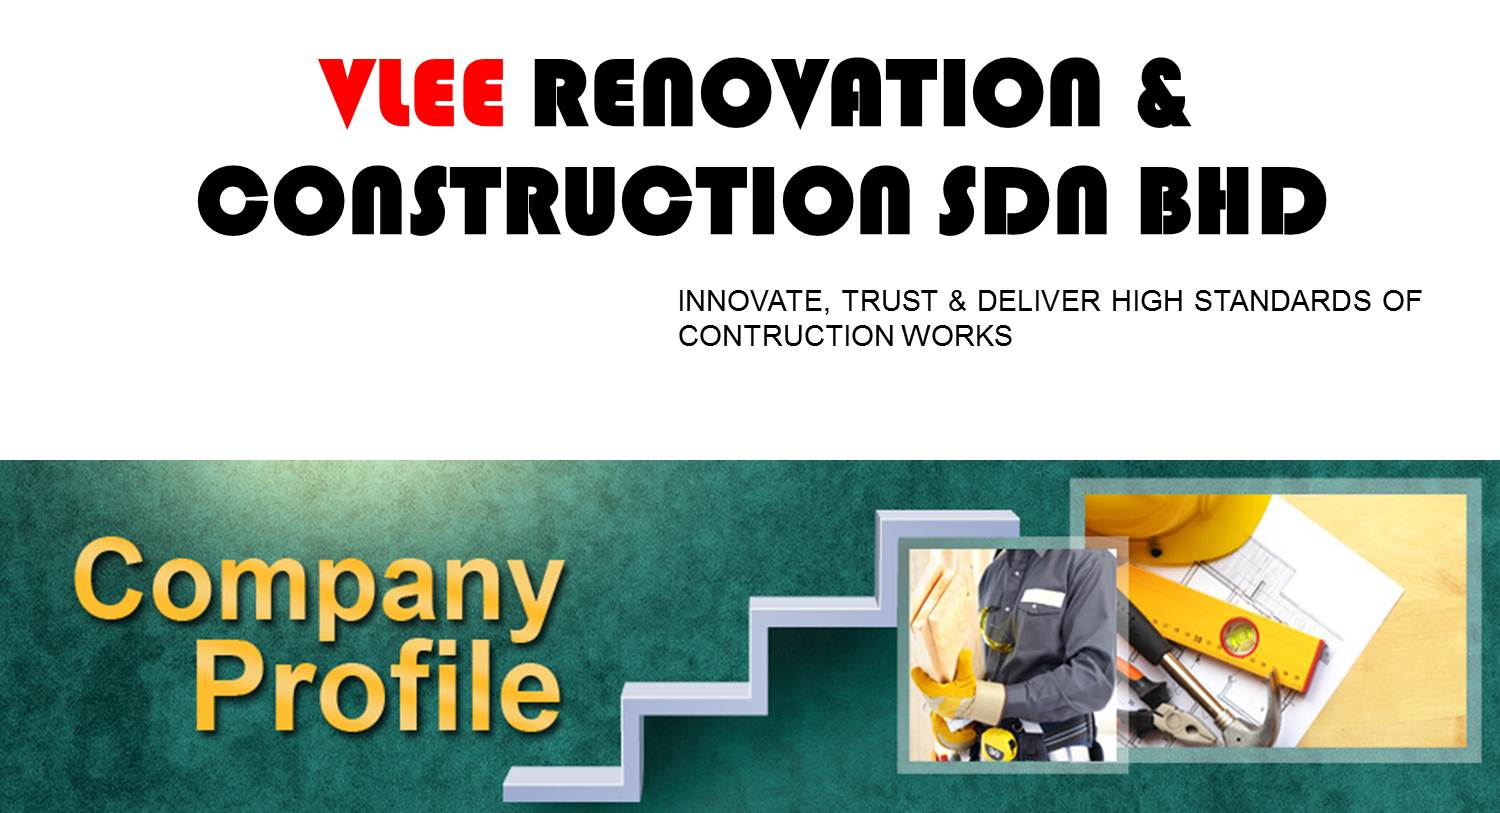 VLEE RENOVATION &
CONSTRUCTION SDN BHD
INNOVATE, TRUST & DELIVER HIGH STANDARDS OF
CONTRUCTION WORKS
Company
Profile